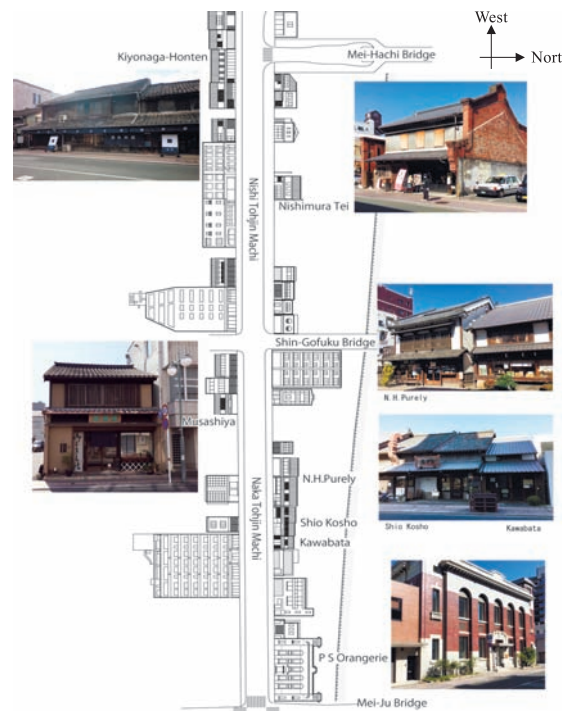 West
Kiyonaga-Honten
Mei-Hachi Bridge
Nort
Nishi Tohjin Machi
Nishimura Tei
Shin-Gofuku Bridge
N.H.Purely
Musashiya
Naka Tohjin Machi
N.H.Purely
Shio Kosho
Kawabata
Shio Kosho
Kawabata
P S Orangerie
Mei-Ju Bridge